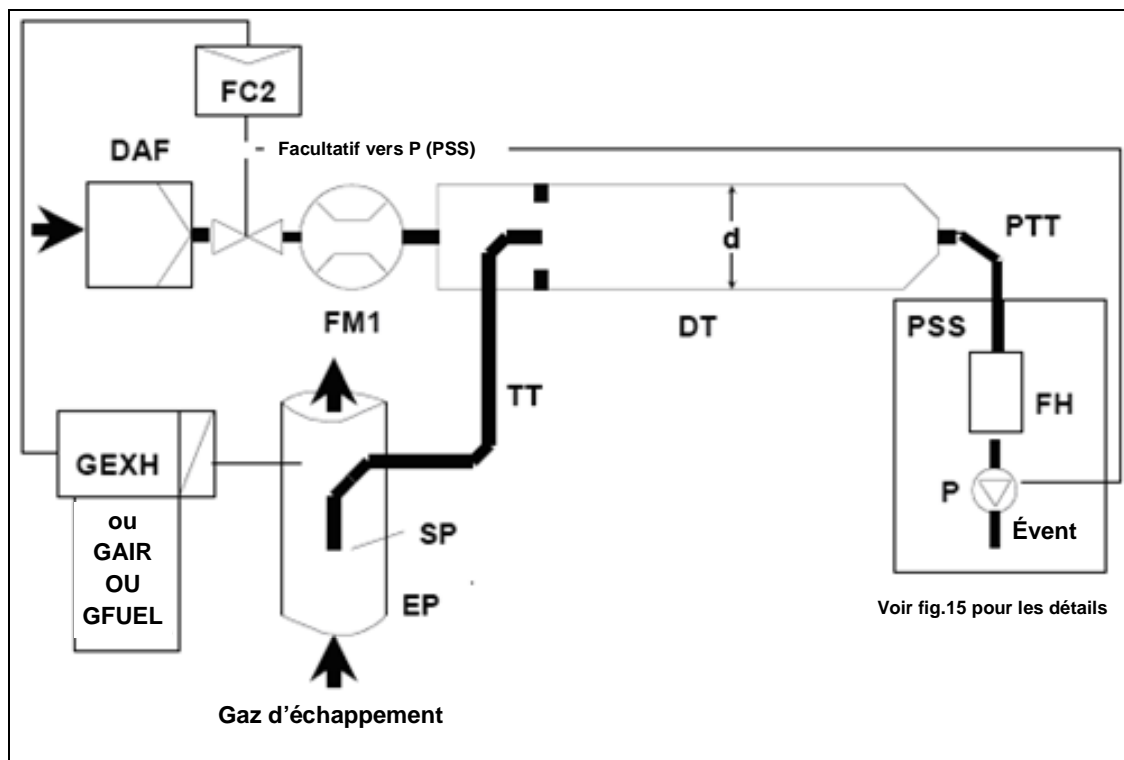 FC2
DAF
Facultatif vers P (PSS)
d
PTT
FM1
DT
PSS
TT
FH
GEXH
P
ou
GAIR
OU
GFUEL
SP
Évent
EP
Voir fig.15 pour les détails
Gaz d'échappement